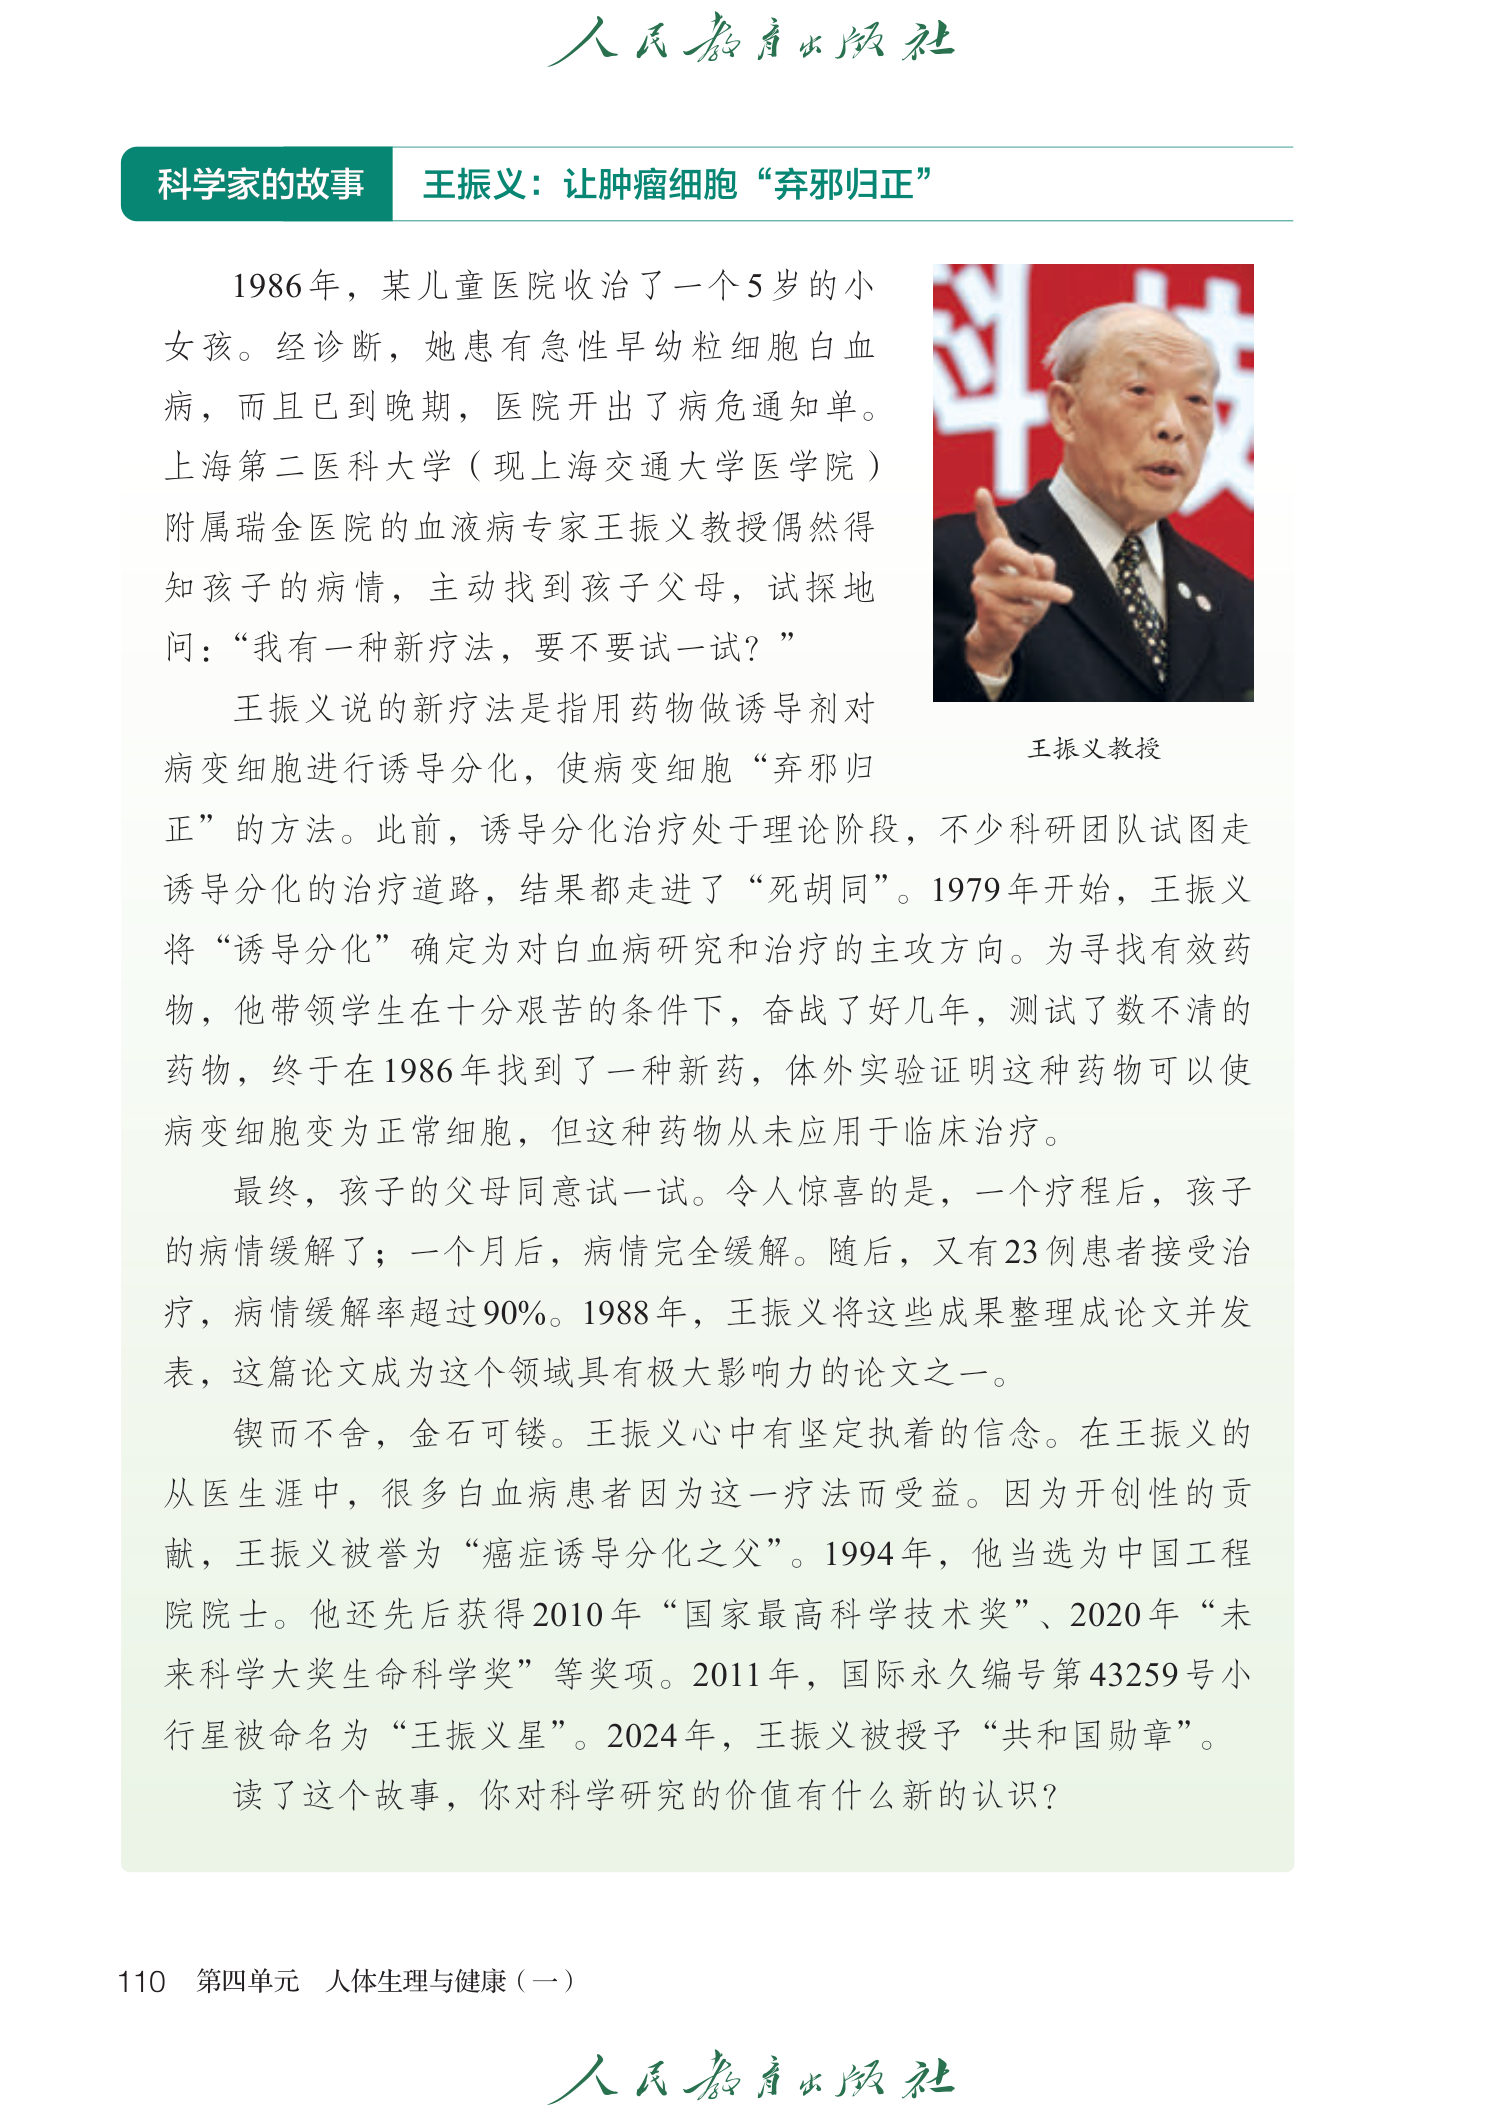 人民教育出版社
科学家的故事
王振义：让肿瘤细胞“弃邪归正”
1986年，某儿童医院收治了一个5岁的小
女孩。经诊断，她患有急性早幼粒细胞白血
病，而且已到晚期，医院开出了病危通知单。
上海第二医科大学（现上海交通大学医学院）
附属瑞金医院的血液病专家王振义教授偶然得
知孩子的病情，主动找到孩子父母，试探地
问：“我有一种新疗法，要不要试一试？”
王振义说的新疗法是指用药物做诱导剂对
病变细胞进行诱导分化，使病变细胞“弃邪归
科技
王振义教授
正”的方法。此前，诱导分化治疗处于理论阶段，不少科研团队试图走
诱导分化的治疗道路，结果都走进了“死胡同”。1979年开始，王振义
将“诱导分化”确定为对白血病研究和治疗的主攻方向。为寻找有效药
物，他带领学生在十分艰苦的条件下，奋战了好几年，测试了数不清的
药物，终于在1986年找到了一种新药，体外实验证明这种药物可以使
病变细胞变为正常细胞，但这种药物从未应用于临床治疗。
最终，孩子的父母同意试一试。令人惊喜的是，一个疗程后，孩子
的病情缓解了；一个月后，病情完全缓解。随后，又有23例患者接受治
疗，病情缓解率超过90%。1988年，王振义将这些成果整理成论文并发
表，这篇论文成为这个领域具有极大影响力的论文之一。
锲而不舍，金石可镂。王振义心中有坚定执着的信念。在王振义的
从医生涯中，很多白血病患者因为这一疗法而受益。因为开创性的贡
献，王振义被誉为“癌症诱导分化之父”。1994年，他当选为中国工程
院院士。他还先后获得2010年“国家最高科学技术奖”、2020年“未
来科学大奖生命科学奖”等奖项。2011年，国际永久编号第43259号小
行星被命名为“王振义星”。2024年，王振义被授予“共和国勋章”。
读了这个故事，你对科学研究的价值有什么新的认识？
110 第四单元 人体生理与健康（一）
人民教育出版社